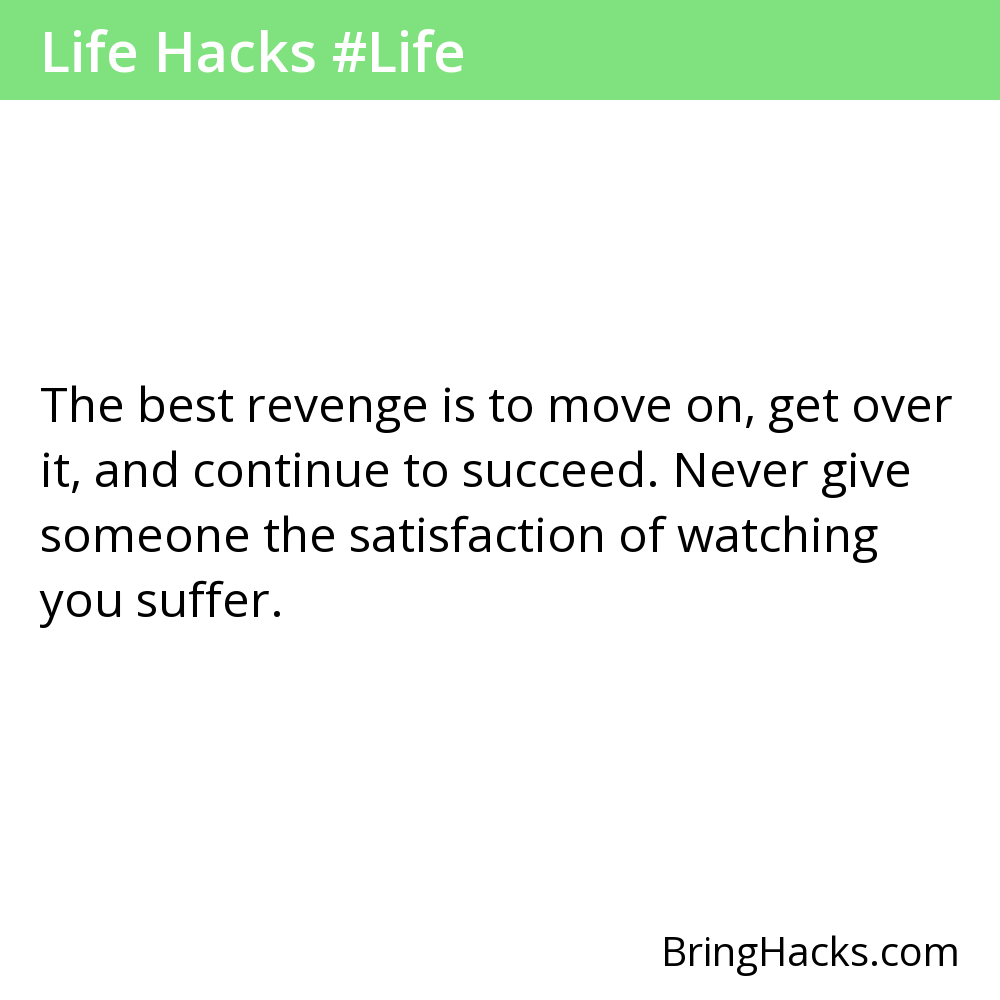 Life Hacks #Life
The best revenge is to move on, get over
it, and continue to succeed. Never give
someone the satisfaction of watching
you suffer.
BringHacks.com